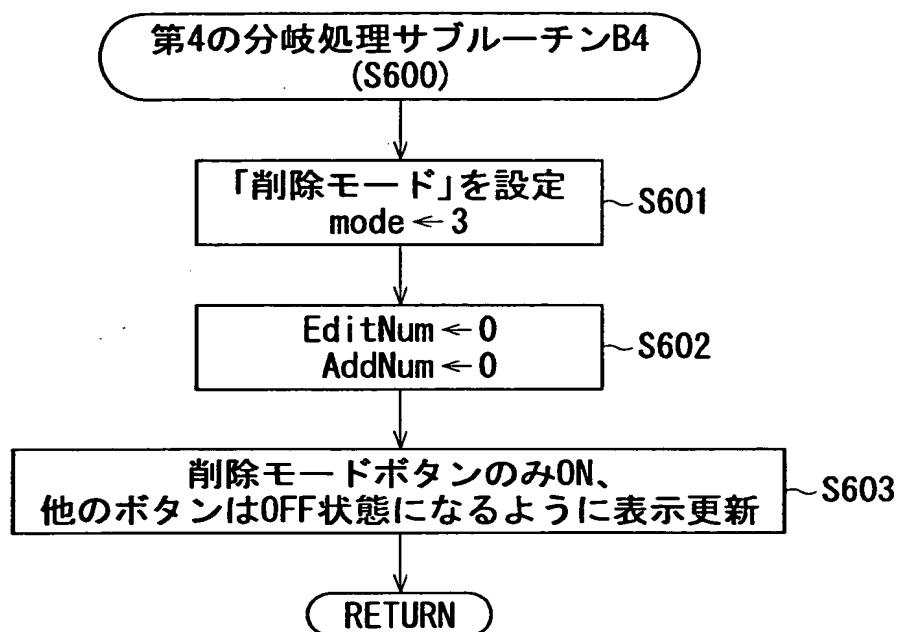 第4の分岐処理サブルーチンB4
(S600)
「削除モード」を設定
mode←3
S601
EditNum←0
AddNum←0
S602
削除モードボタンのみON、
他のボタンはOFF状態になるように表示更新
S603
RETURN